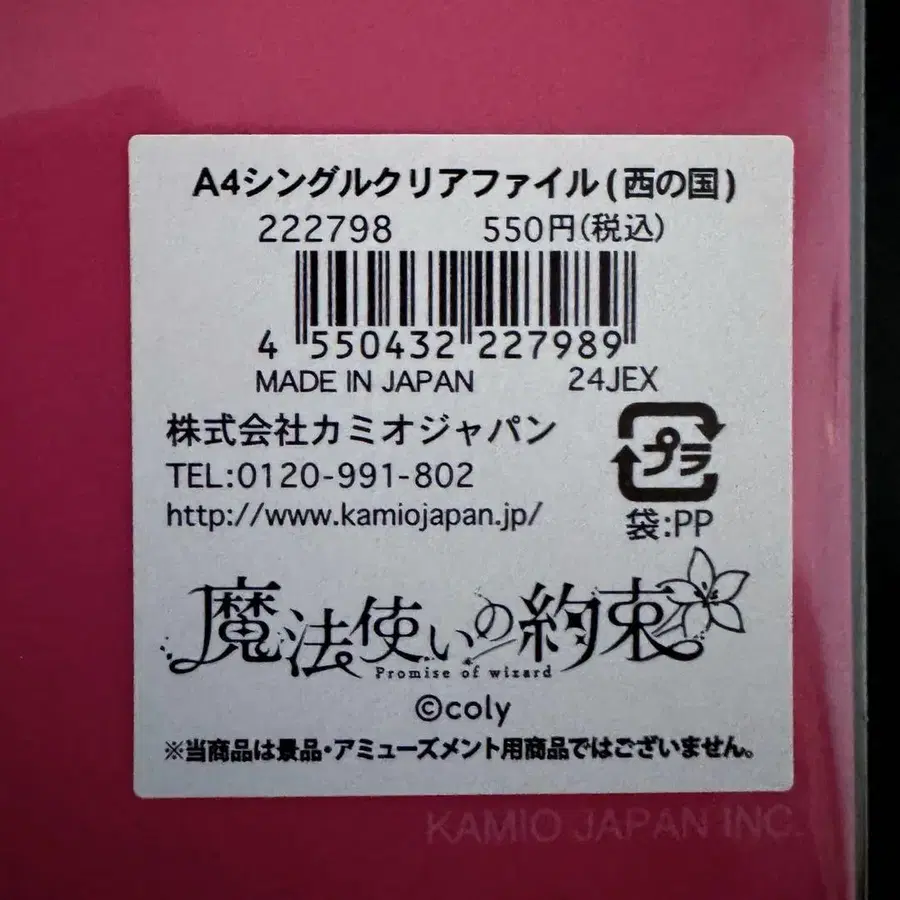 A4シングルクリアファイル(西の国)
222798 550円(税込)
4 550432 227989
MADE IN JAPAN 24JEX
株式会社カミオジャパン
TEL:0120-991-802
http://www.kamiojapan.jp/
プラ
袋:PP
魔法使いの約束
Promise of wizard
©coly
※当商品は景品・アミューズメント用商品ではございません。
KAMIO JAPAN INC.